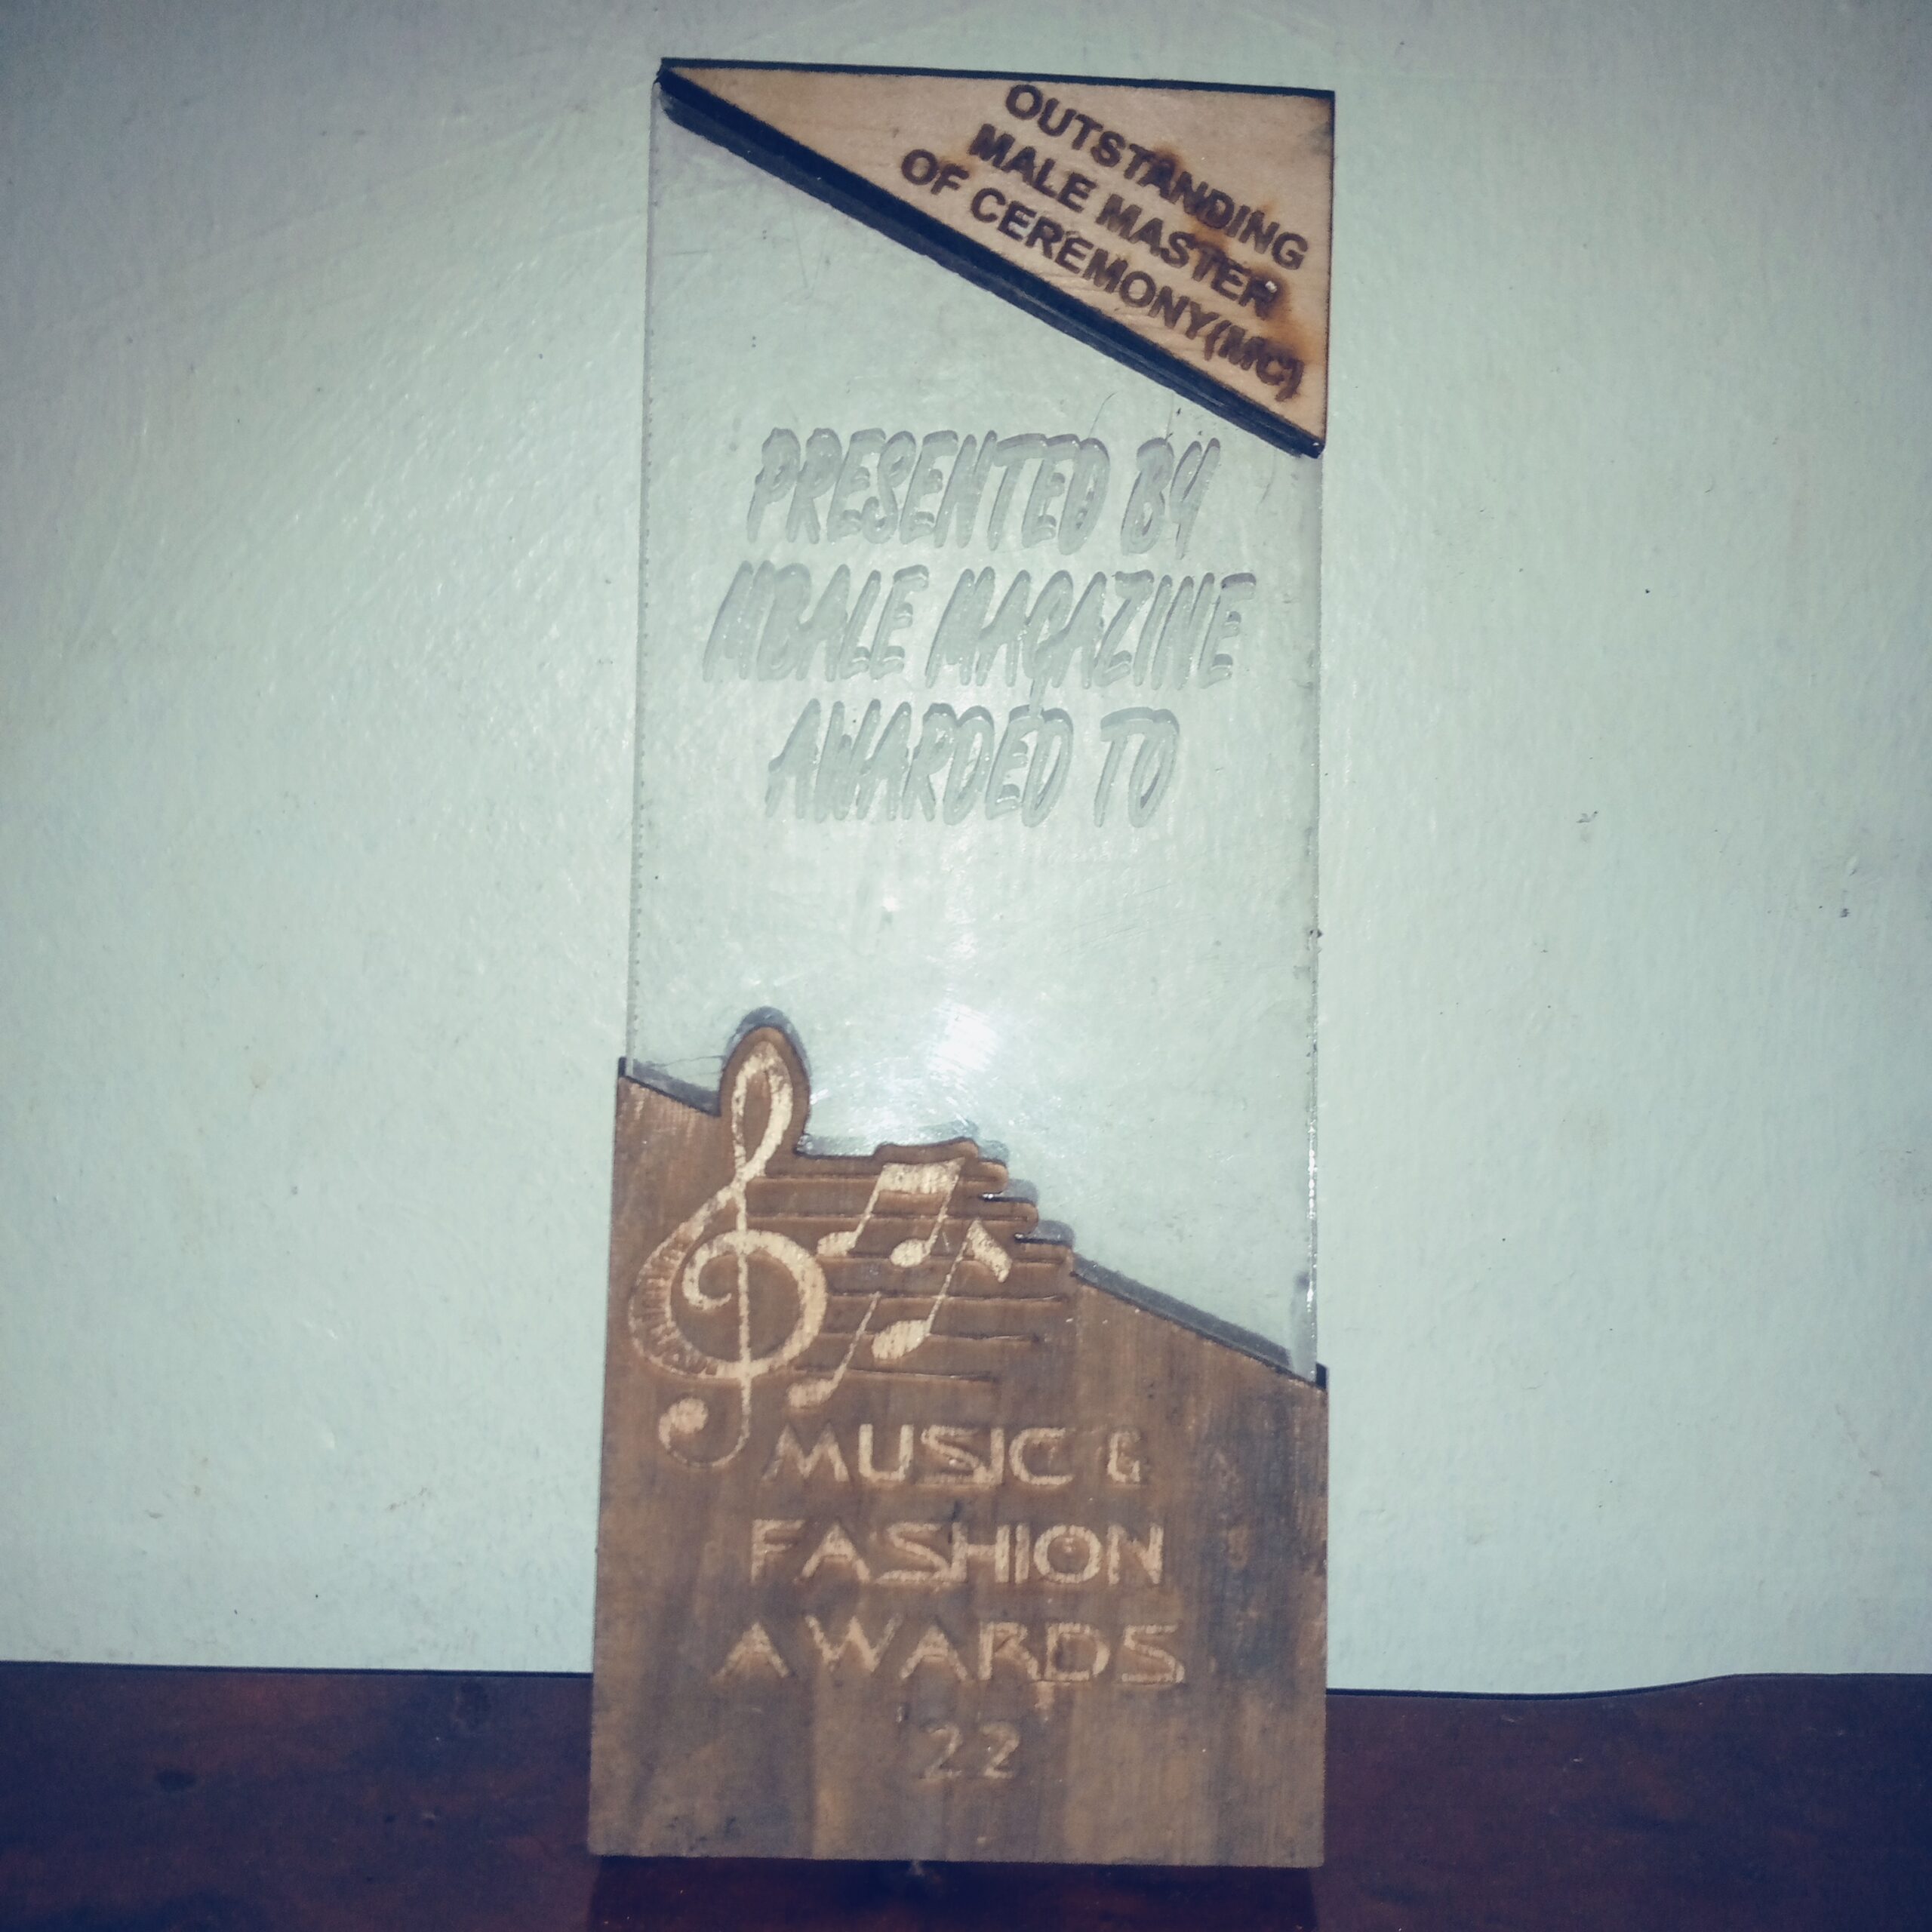 OUTSTANDING
MALE MASTER
OF CEREMONY(MC)
PRESENTED BY
MBALE MAGAZINE
AWARDED TO
MUSIC &
FASHION
AWARDS
22